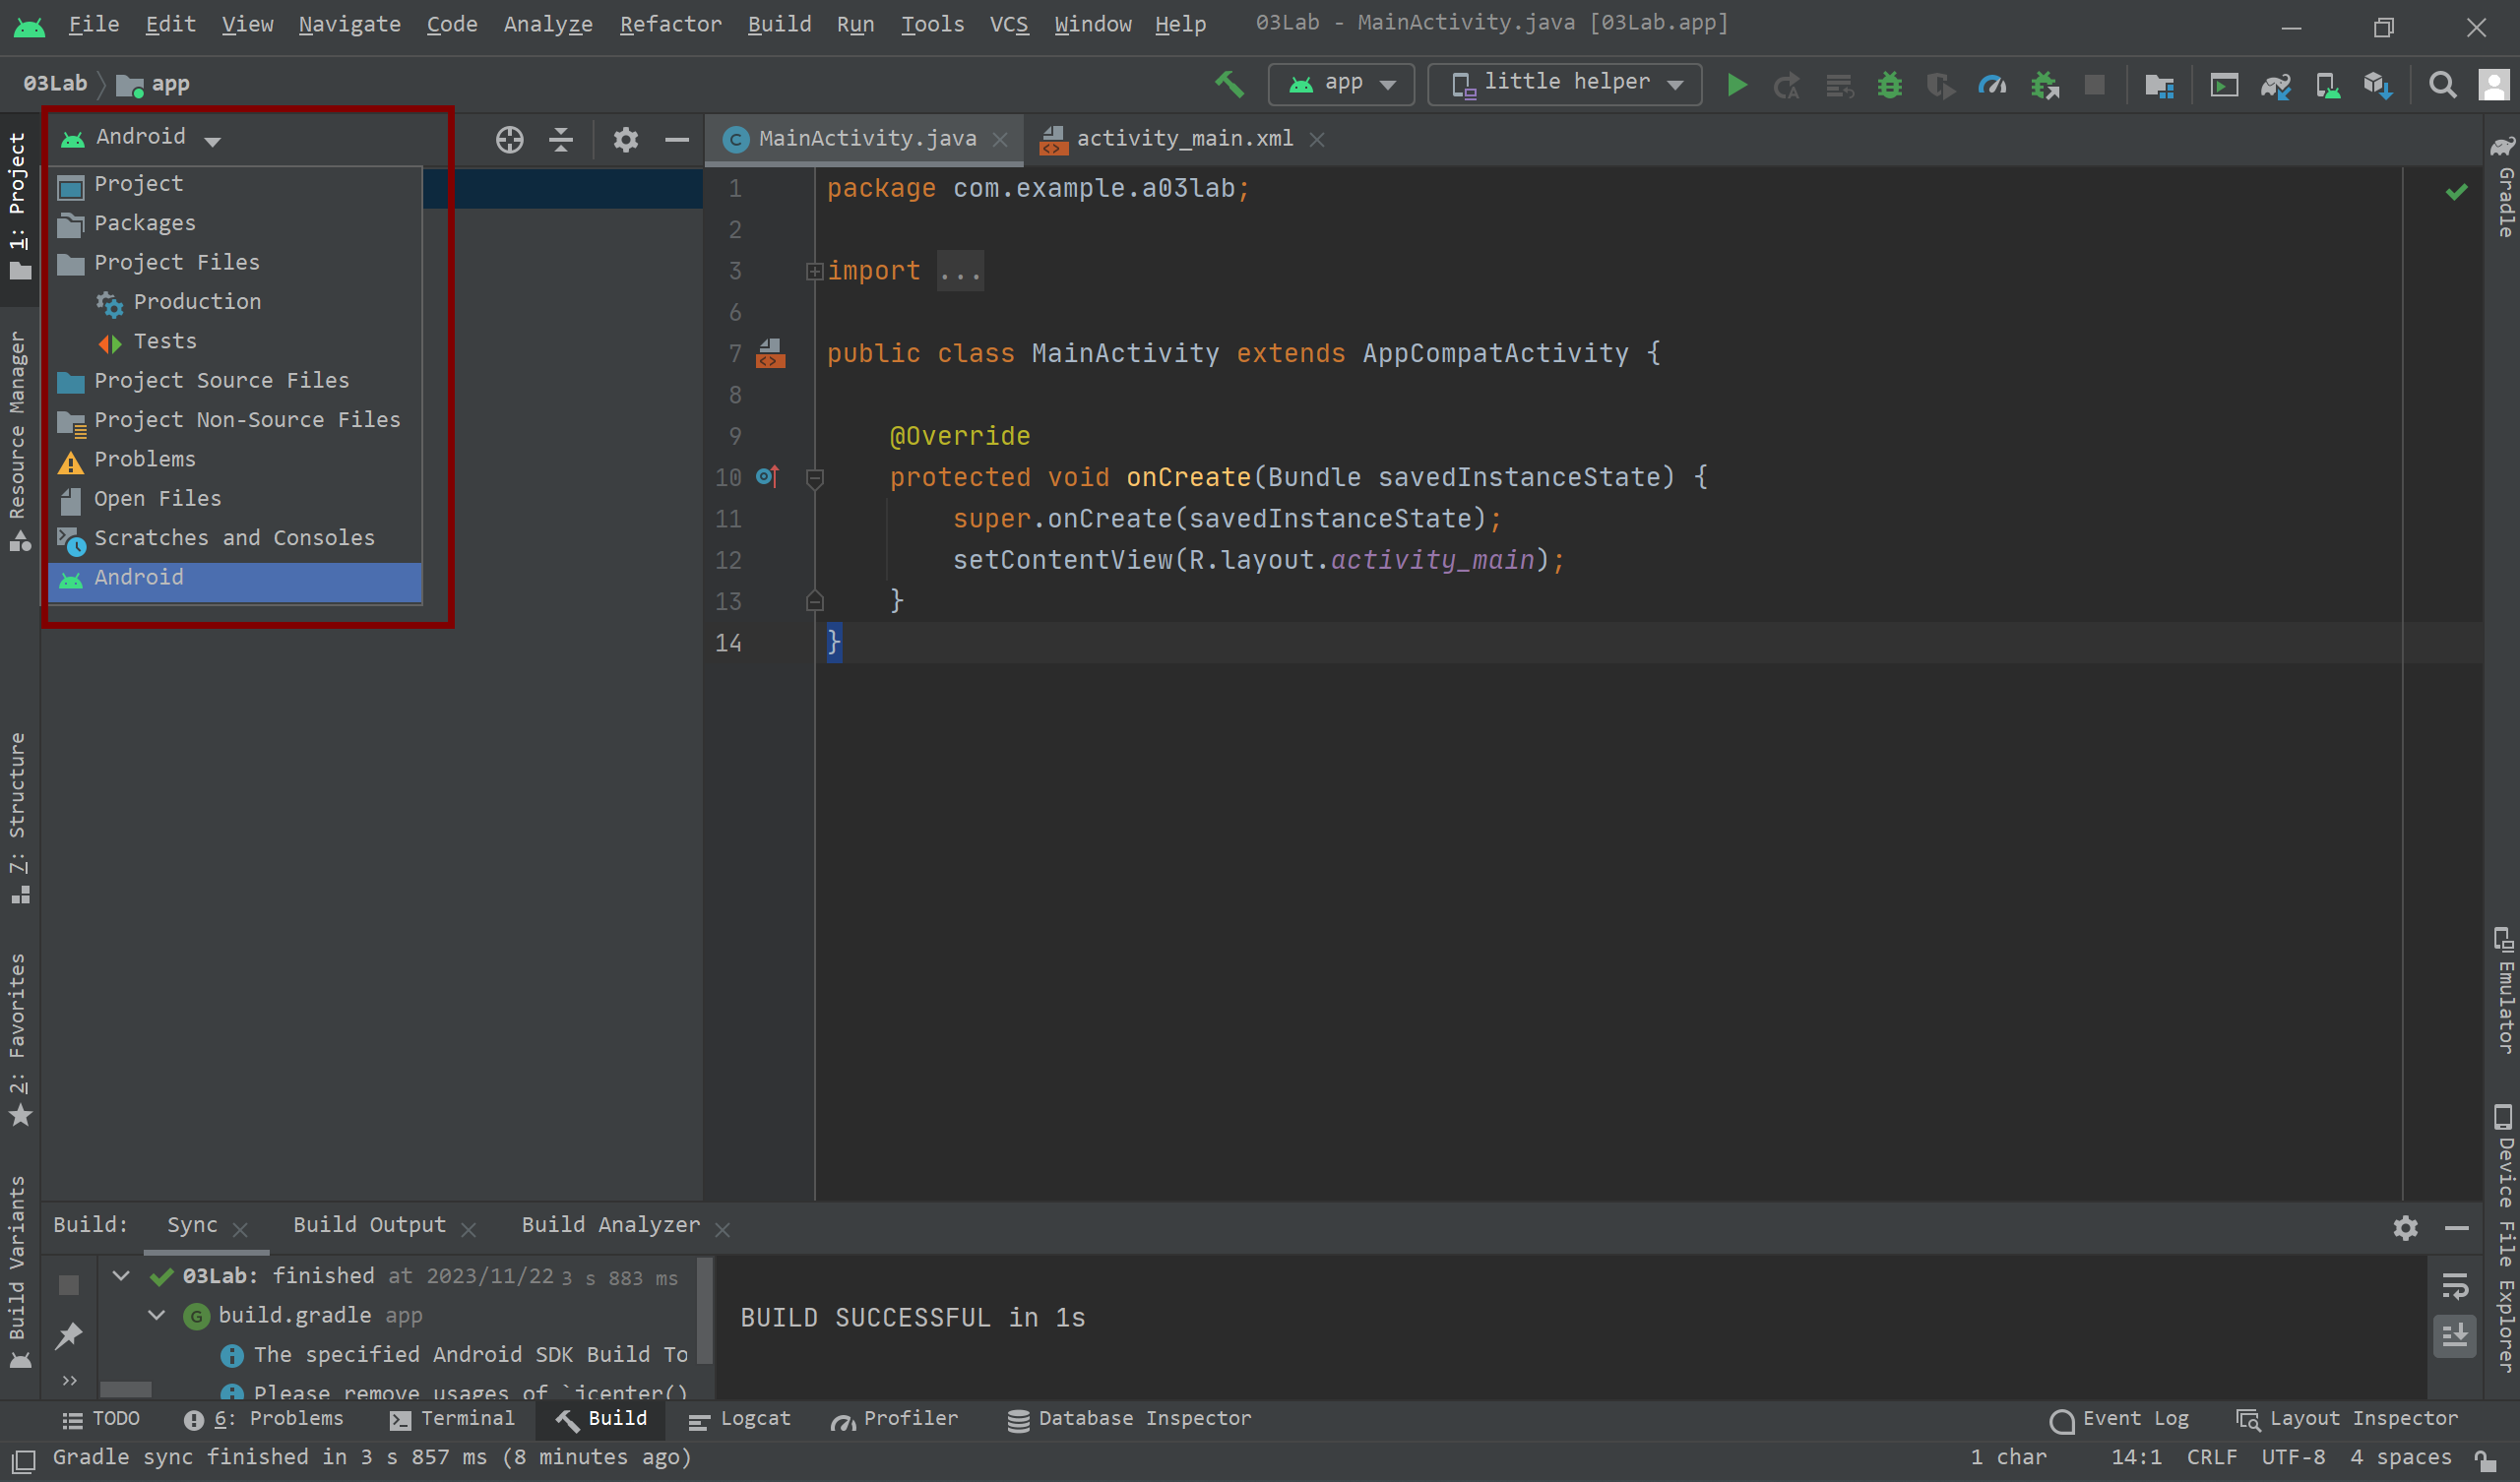 File Edit View Navigate Code Analyze Refactor Build Run Tools VCS Window Help 03Lab - MainActivity.java [03Lab.app]
03Lab app
app little helper
Android
MainActivity.java activity_main.xml
Project
Packages
Project Files
Production
Tests
Project Source Files
Project Non-Source Files
Problems
Open Files
Scratches and Consoles
Android
1: Project
Resource Manager
7: Structure
2: Favorites
Build Variants
1 package com.example.a03lab;
2
3 import ...
6
7 public class MainActivity extends AppCompatActivity {
8
9 @Override
10 protected void onCreate(Bundle savedInstanceState) {
11 super.onCreate(savedInstanceState);
12 setContentView(R.layout.activity_main);
13 }
14 }
Gradle
Emulator
Device File Explorer
Build: Sync Build Output Build Analyzer
03Lab: finished at 2023/11/22 3 s 883 ms
build.gradle app
The specified Android SDK Build To
Please remove usages of `jcenter()
BUILD SUCCESSFUL in 1s
TODO 6: Problems Terminal Build Logcat Profiler Database Inspector Event Log Layout Inspector
Gradle sync finished in 3 s 857 ms (8 minutes ago) 1 char 14:1 CRLF UTF-8 4 spaces